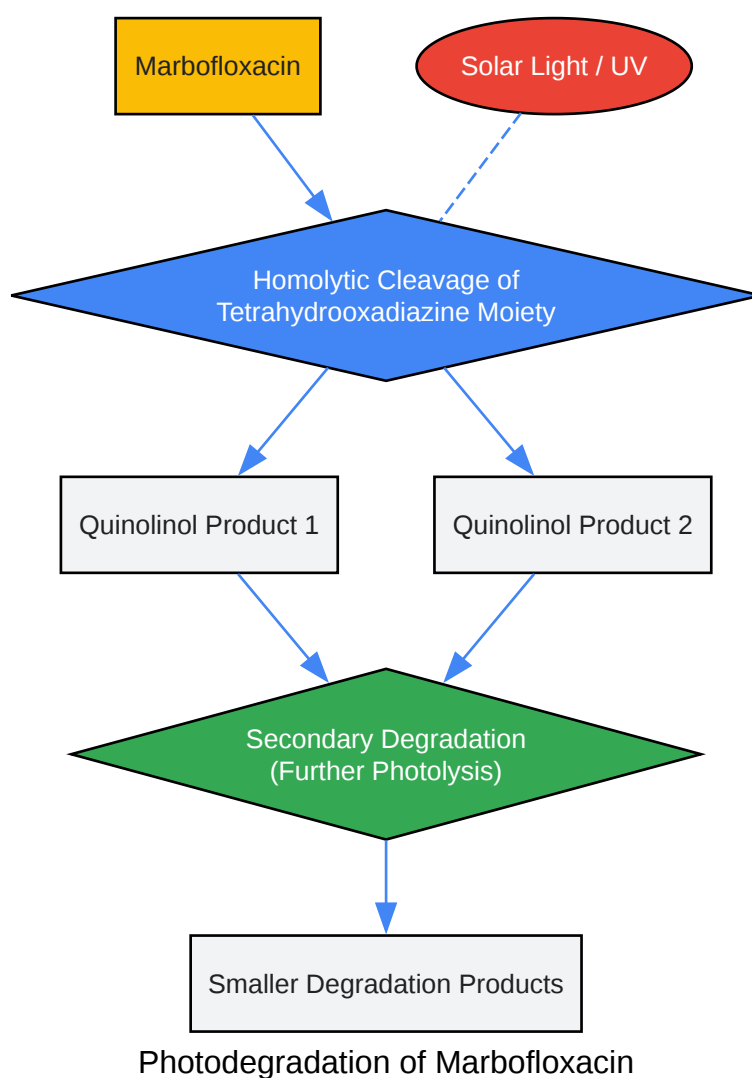 Marbofloxacin
Solar Light / UV
Homolytic Cleavage of
Tetrahydrooxadiazine Moiety
Quinolinol Product 1
Quinolinol Product 2
Secondary Degradation
(Further Photolysis)
Smaller Degradation Products
Photodegradation of Marbofloxacin